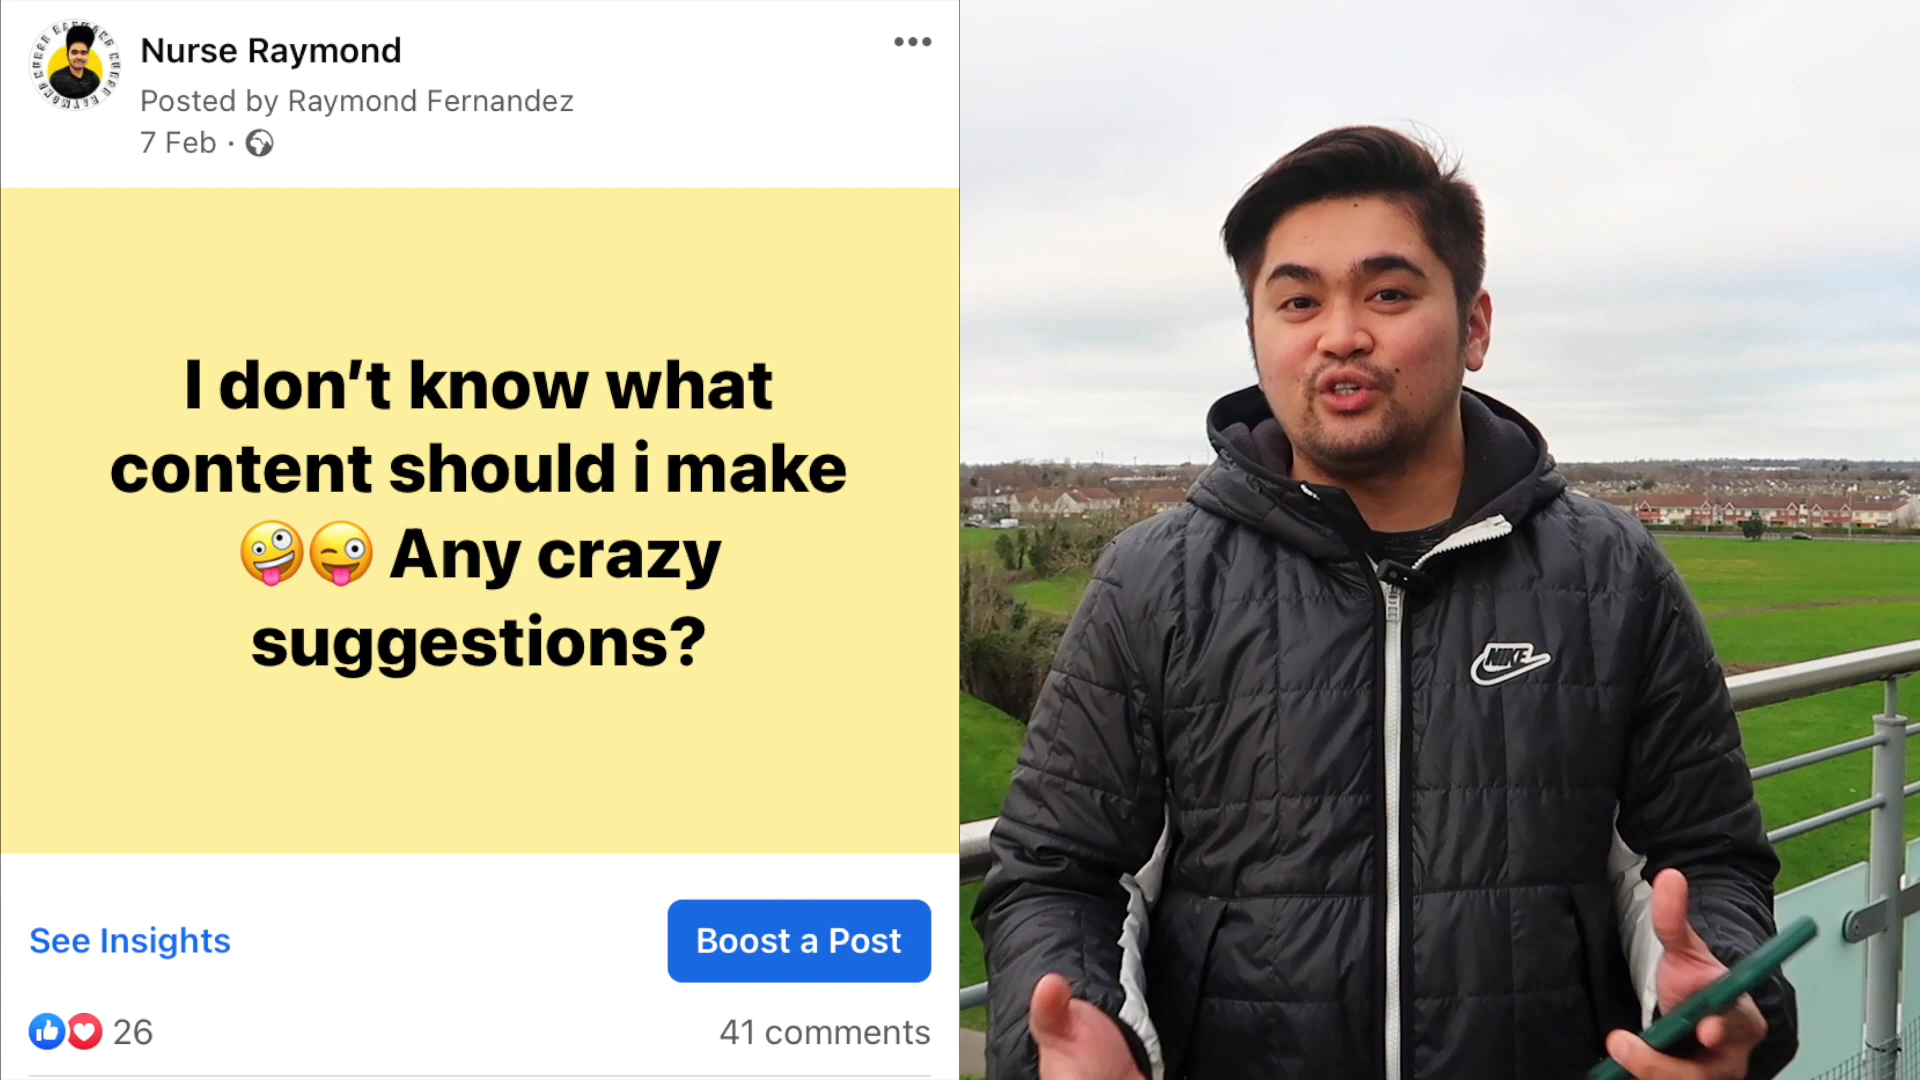 Nurse Raymond
Posted by Raymond Fernandez
7 Feb ·
I don’t know what
content should i make
🤪😜 Any crazy
suggestions?
See Insights
Boost a Post
26
41 comments
NIKE